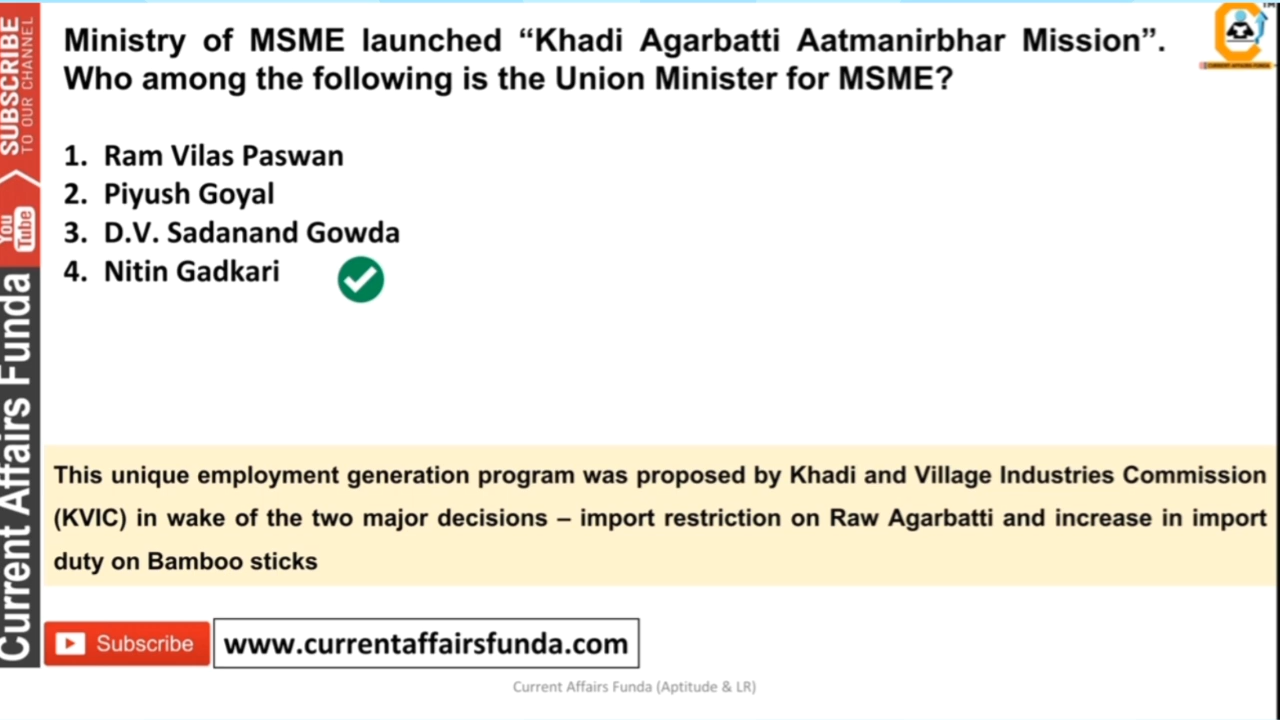 Ministry of MSME launched “Khadi Agarbatti Aatmanirbhar Mission”.
Who among the following is the Union Minister for MSME?
1. Ram Vilas Paswan
2. Piyush Goyal
3. D.V. Sadanand Gowda
4. Nitin Gadkari
This unique employment generation program was proposed by Khadi and Village Industries Commission
(KVIC) in wake of the two major decisions – import restriction on Raw Agarbatti and increase in import
duty on Bamboo sticks
Subscribe
www.currentaffairsfunda.com
Current Affairs Funda (Aptitude & LR)
SUBSCRIBE
TO OUR CHANNEL
You
Tube
Current Affairs Funda
CURRENT AFFAIRS FUNDA